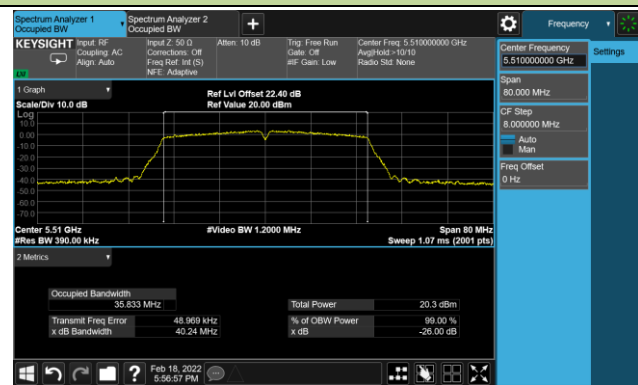 Spectrum Analyzer 1
Occupied BW
Spectrum Analyzer 2
Occupied BW
Frequency
KEYSIGHT
Input: RF
Coupling: AC
Align: Auto
Input Z: 50 Ω
Corrections: Off
Freq Ref: Int (S)
NFE: Adaptive
Atten: 10 dB
Trig: Free Run
Gate: Off
#IF Gain: Low
Center Freq: 5.510000000 GHz
Avg|Hold:>10/10
Radio Std: None
Center Frequency
5.510000000 GHz
Settings
Span
80.000 MHz
CF Step
8.000000 MHz
Auto
Man
Freq Offset
0 Hz
1 Graph
Scale/Div 10.0 dB
Ref Lvl Offset 22.40 dB
Ref Value 20.00 dBm
Log
10.0
0.00
-10.0
-20.0
-30.0
-40.0
-50.0
-60.0
-70.0
Center 5.51 GHz
#Res BW 390.00 kHz
#Video BW 1.2000 MHz
Span 80 MHz
Sweep 1.07 ms (2001 pts)
2 Metrics
Occupied Bandwidth
35.833 MHz
Total Power 20.3 dBm
Transmit Freq Error 48.969 kHz
% of OBW Power 99.00 %
x dB Bandwidth 40.24 MHz
x dB -26.00 dB
?
Feb 18, 2022
5:56:57 PM